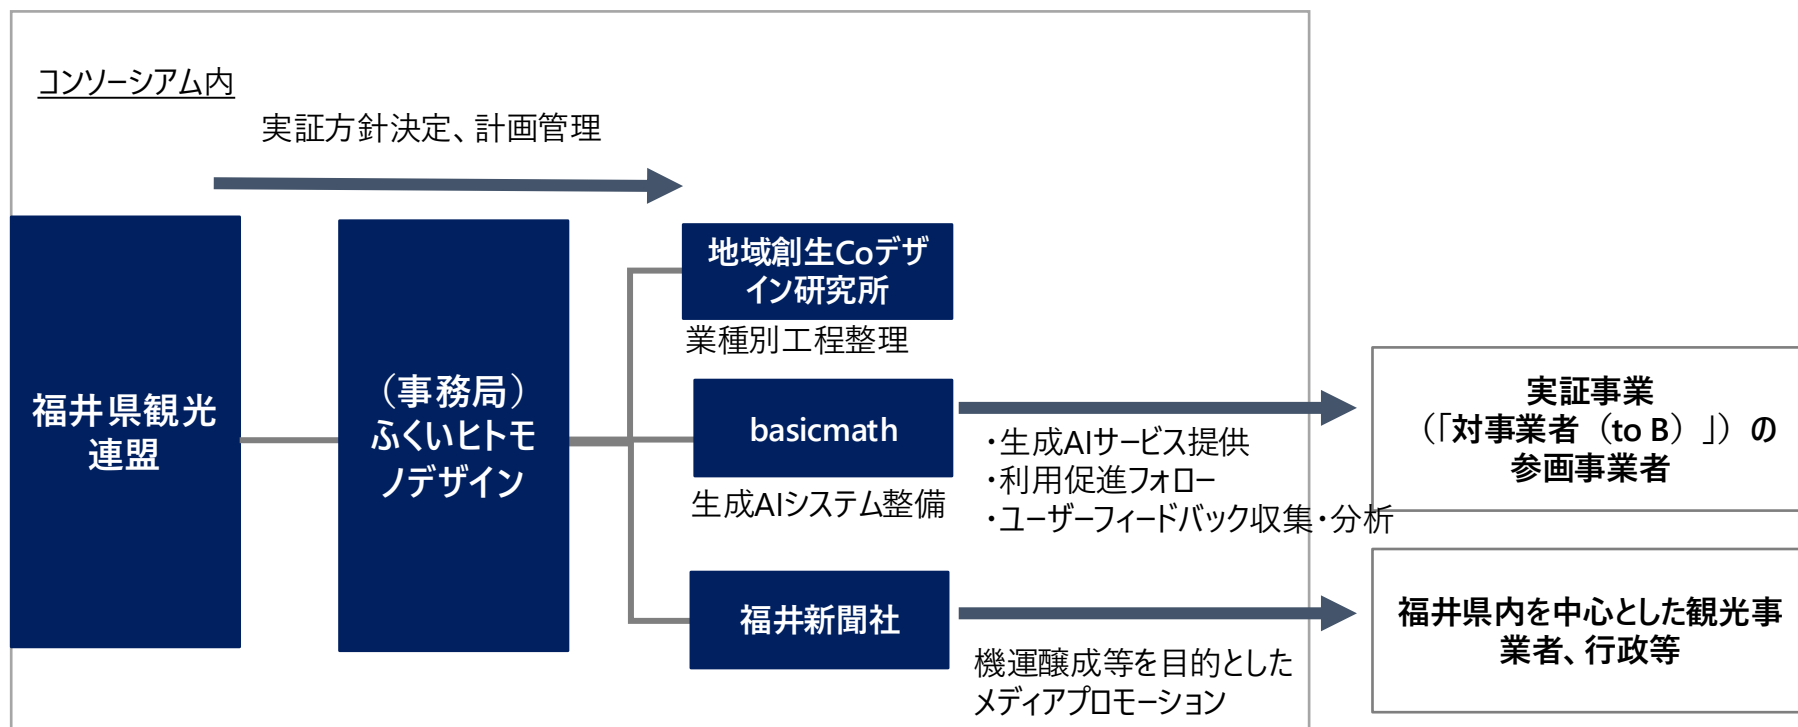 コンソーシアム内
実証方針決定、計画管理
福井県観光
連盟
（事務局）
ふくいヒトモ
ノデザイン
地域創生Coデザ
イン研究所
業種別工程整理
basicmath
生成AIシステム整備
・生成AIサービス提供
・利用促進フォロー
・ユーザーフィードバック収集・分析
実証事業
（「対事業者（to B）」）の
参画事業者
福井新聞社
機運醸成等を目的とした
メディアプロモーション
福井県内を中心とした観光事
業者、行政等